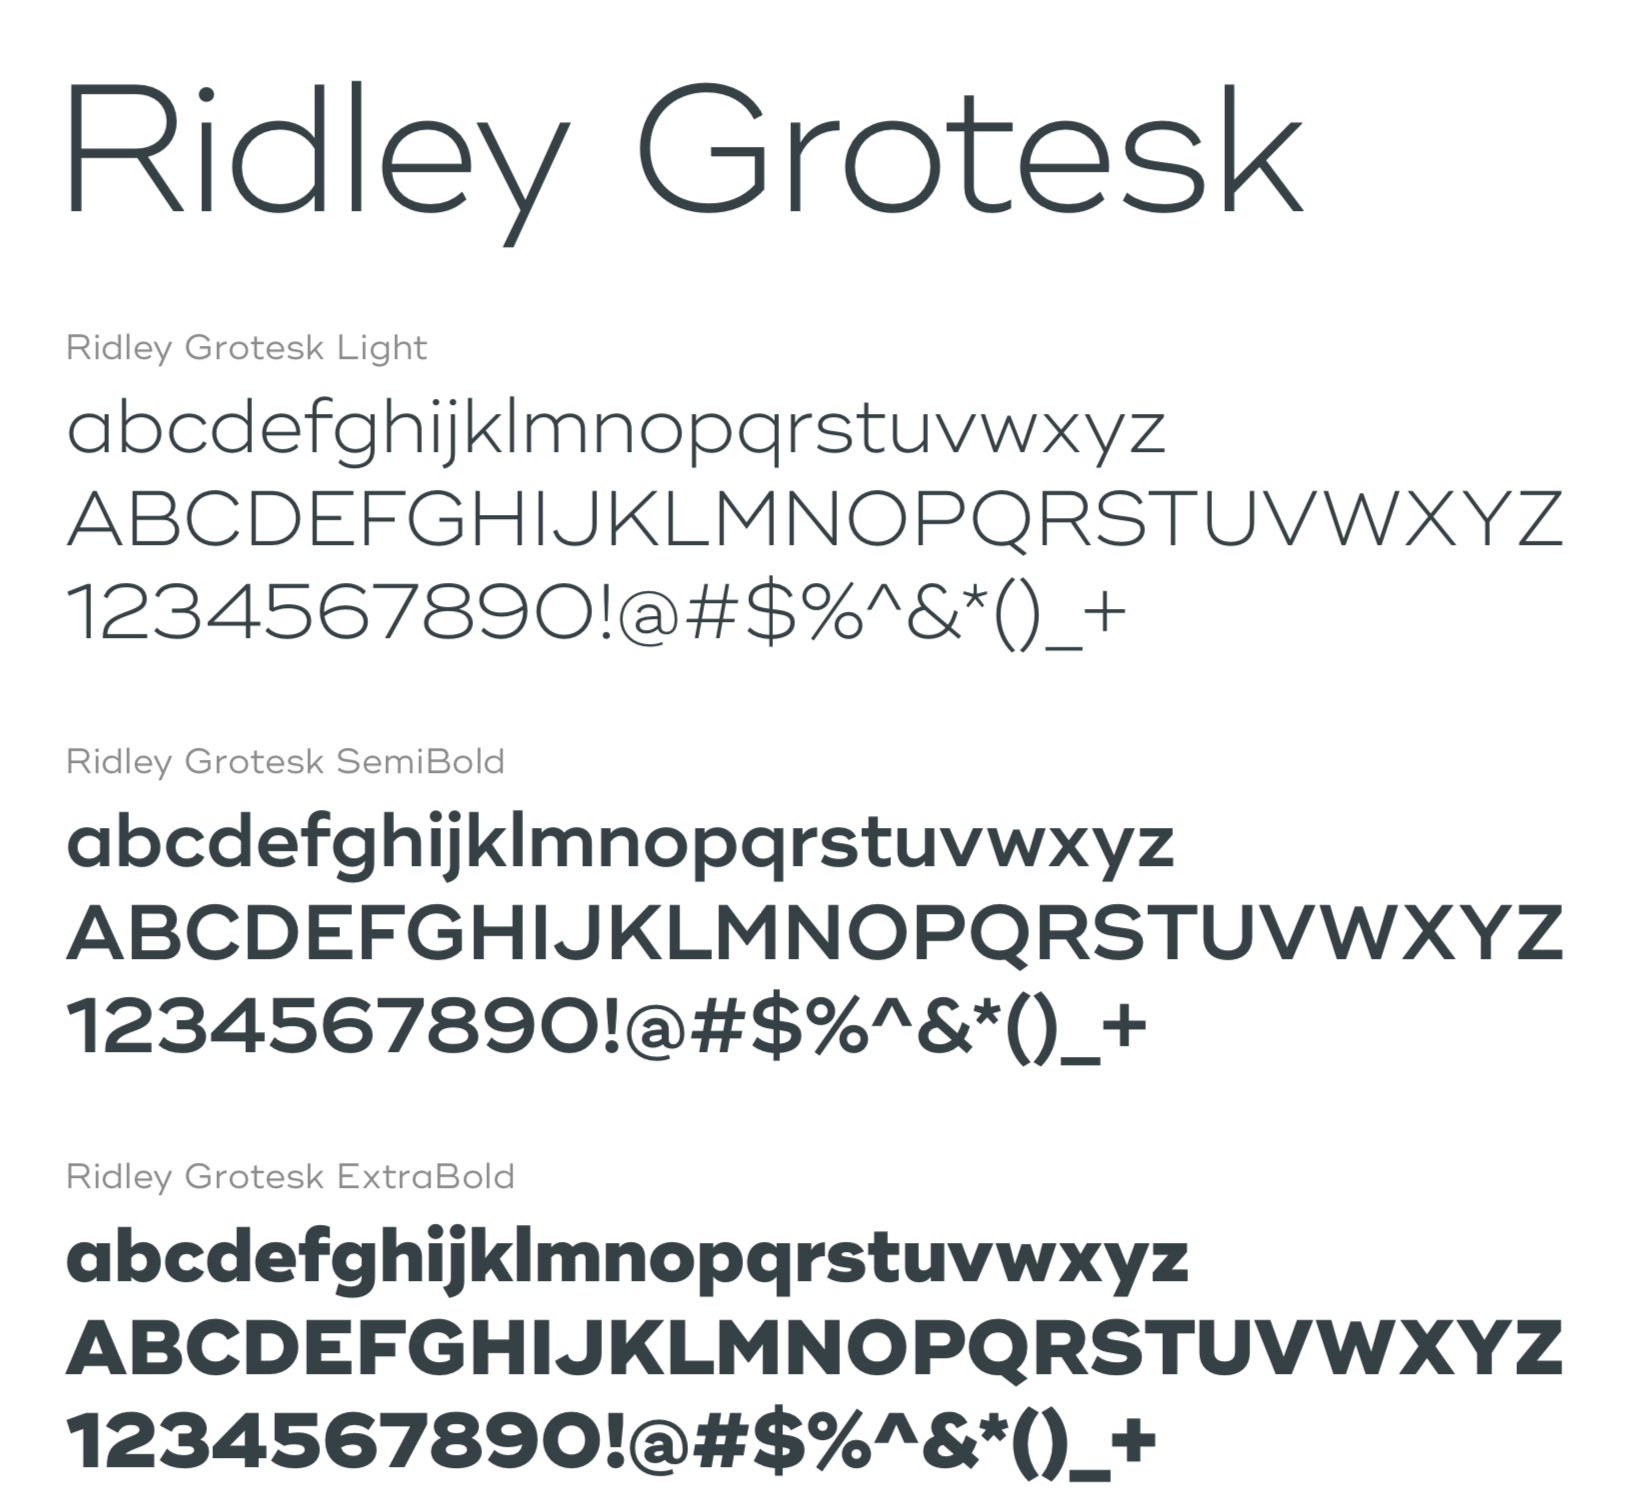 Ridley Grotesk
Ridley Grotesk Light
abcdefghijklmnopqrstuvwxyz
ABCDEFGHIJKLMNOPQRSTUVWXYZ
1234567890!@#$%^&*()_+
Ridley Grotesk SemiBold
abcdefghijklmnopqrstuvwxyz
ABCDEFGHIJKLMNOPQRSTUVWXYZ
1234567890!@#$%^&*()_+
Ridley Grotesk ExtraBold
abcdefghijklmnopqrstuvwxyz
ABCDEFGHIJKLMNOPQRSTUVWXYZ
1234567890!@#$%^&*()_+